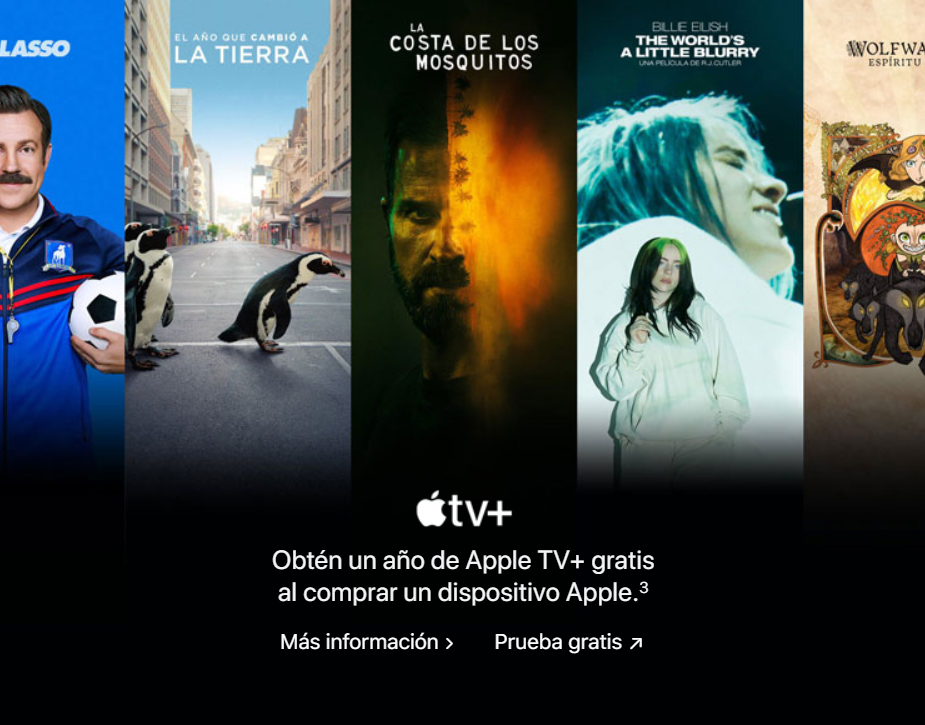 LASSO
EL AÑO QUE CAMBIÓ A
LA TIERRA
LA
COSTA DE LOS
MOSQUITOS
BILLIE EILISH
THE WORLD'S
A LITTLE BLURRY
UNA PELÍCULA DE R.J. CUTLER
WOLFWA
ESPÍRITU
tv+
Obtén un año de Apple TV+ gratis
al comprar un dispositivo Apple.³
Más información › Prueba gratis ↗